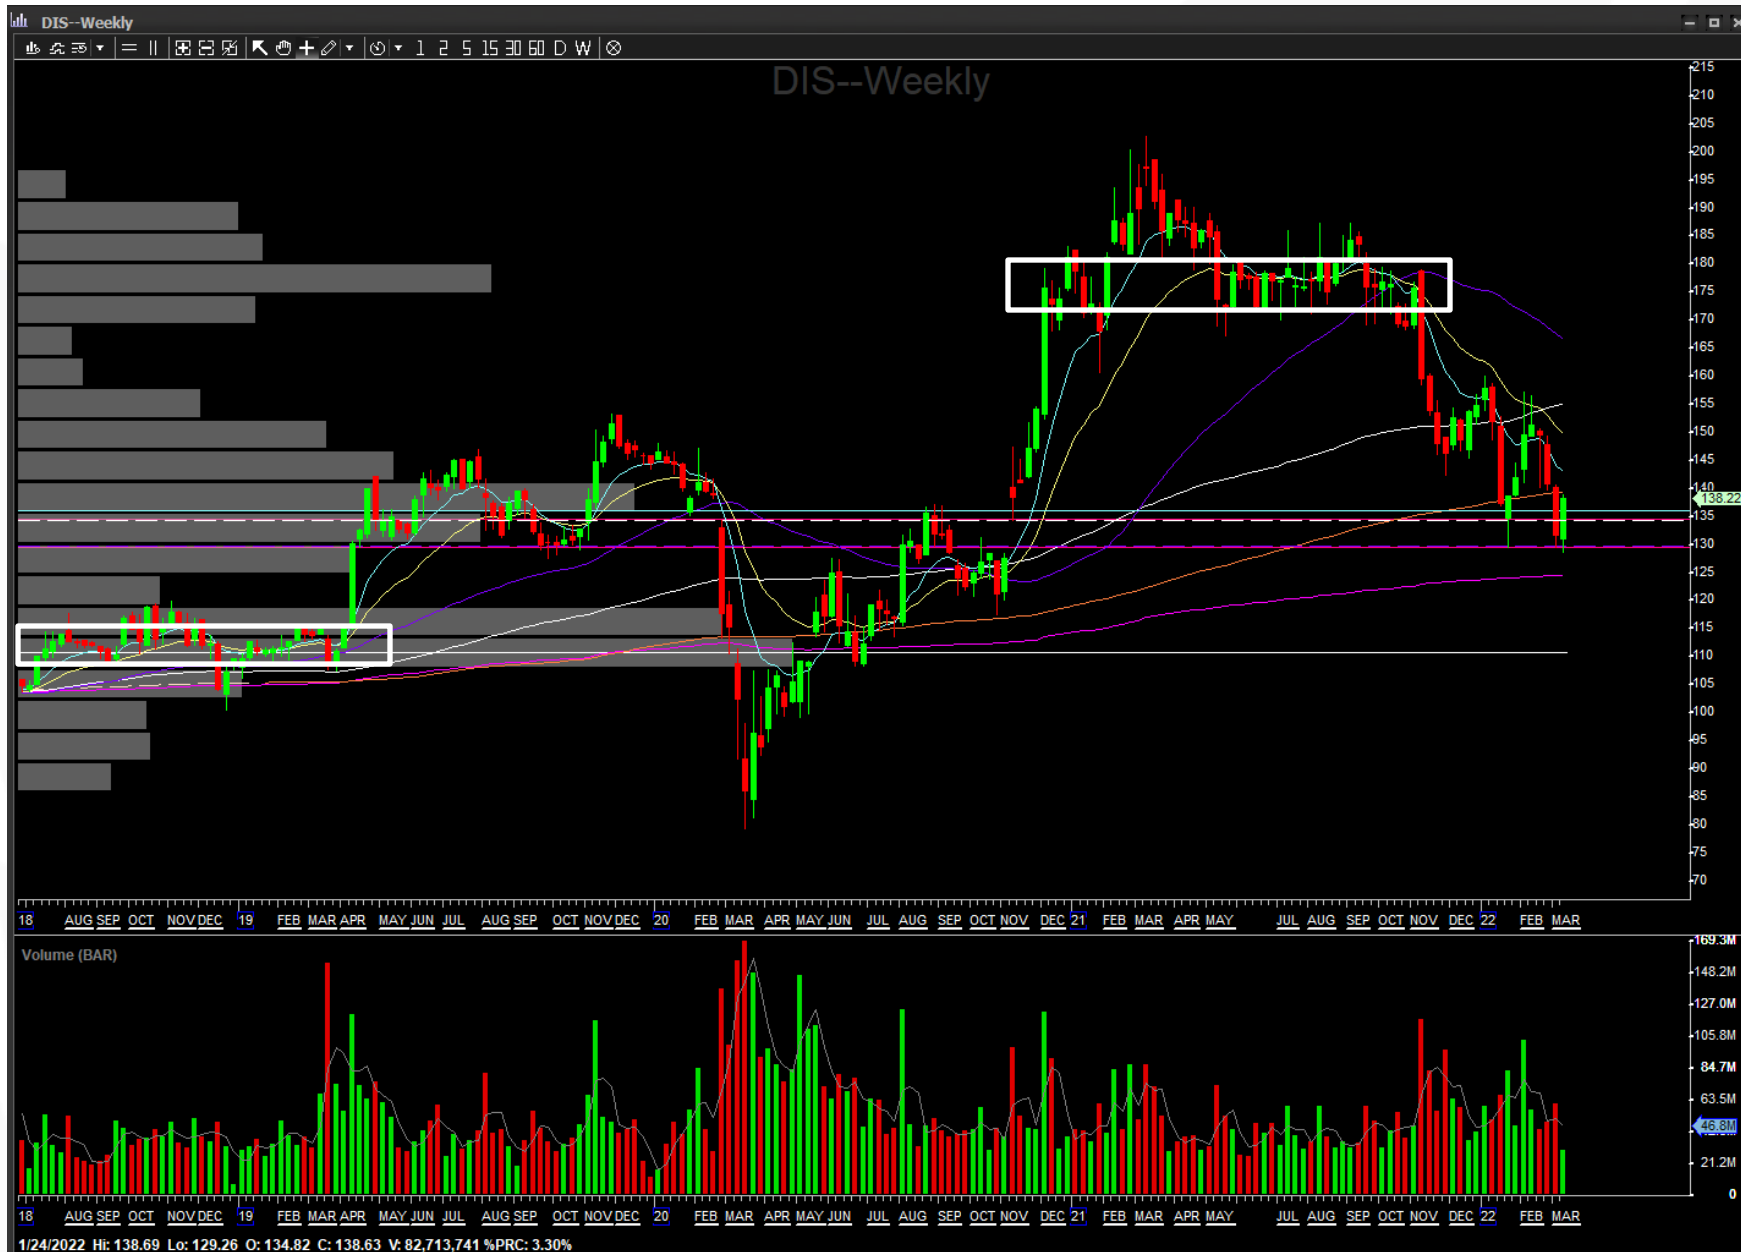 DIS--Weekly
1 2 5 15 30 60 D W
DIS--Weekly
215
210
205
200
195
190
185
180
175
170
165
160
155
150
145
140
138.22
135
130
125
120
115
110
105
100
95
90
85
80
75
70
18 AUG SEP OCT NOV DEC 19 FEB MAR APR MAY JUN JUL AUG SEP OCT NOV DEC 20 FEB MAR APR MAY JUN JUL AUG SEP OCT NOV DEC 21 FEB MAR APR MAY JUL AUG SEP OCT NOV DEC 22 FEB MAR
Volume (BAR)
169.3M
148.2M
127.0M
105.8M
84.7M
63.5M
46.8M
21.2M
0
18 AUG SEP OCT NOV DEC 19 FEB MAR APR MAY JUN JUL AUG SEP OCT NOV DEC 20 FEB MAR APR MAY JUN JUL AUG SEP OCT NOV DEC 21 FEB MAR APR MAY JUL AUG SEP OCT NOV DEC 22 FEB MAR
1/24/2022 Hi: 138.69 Lo: 129.26 O: 134.82 C: 138.63 V: 82,713,741 %PRC: 3.30%